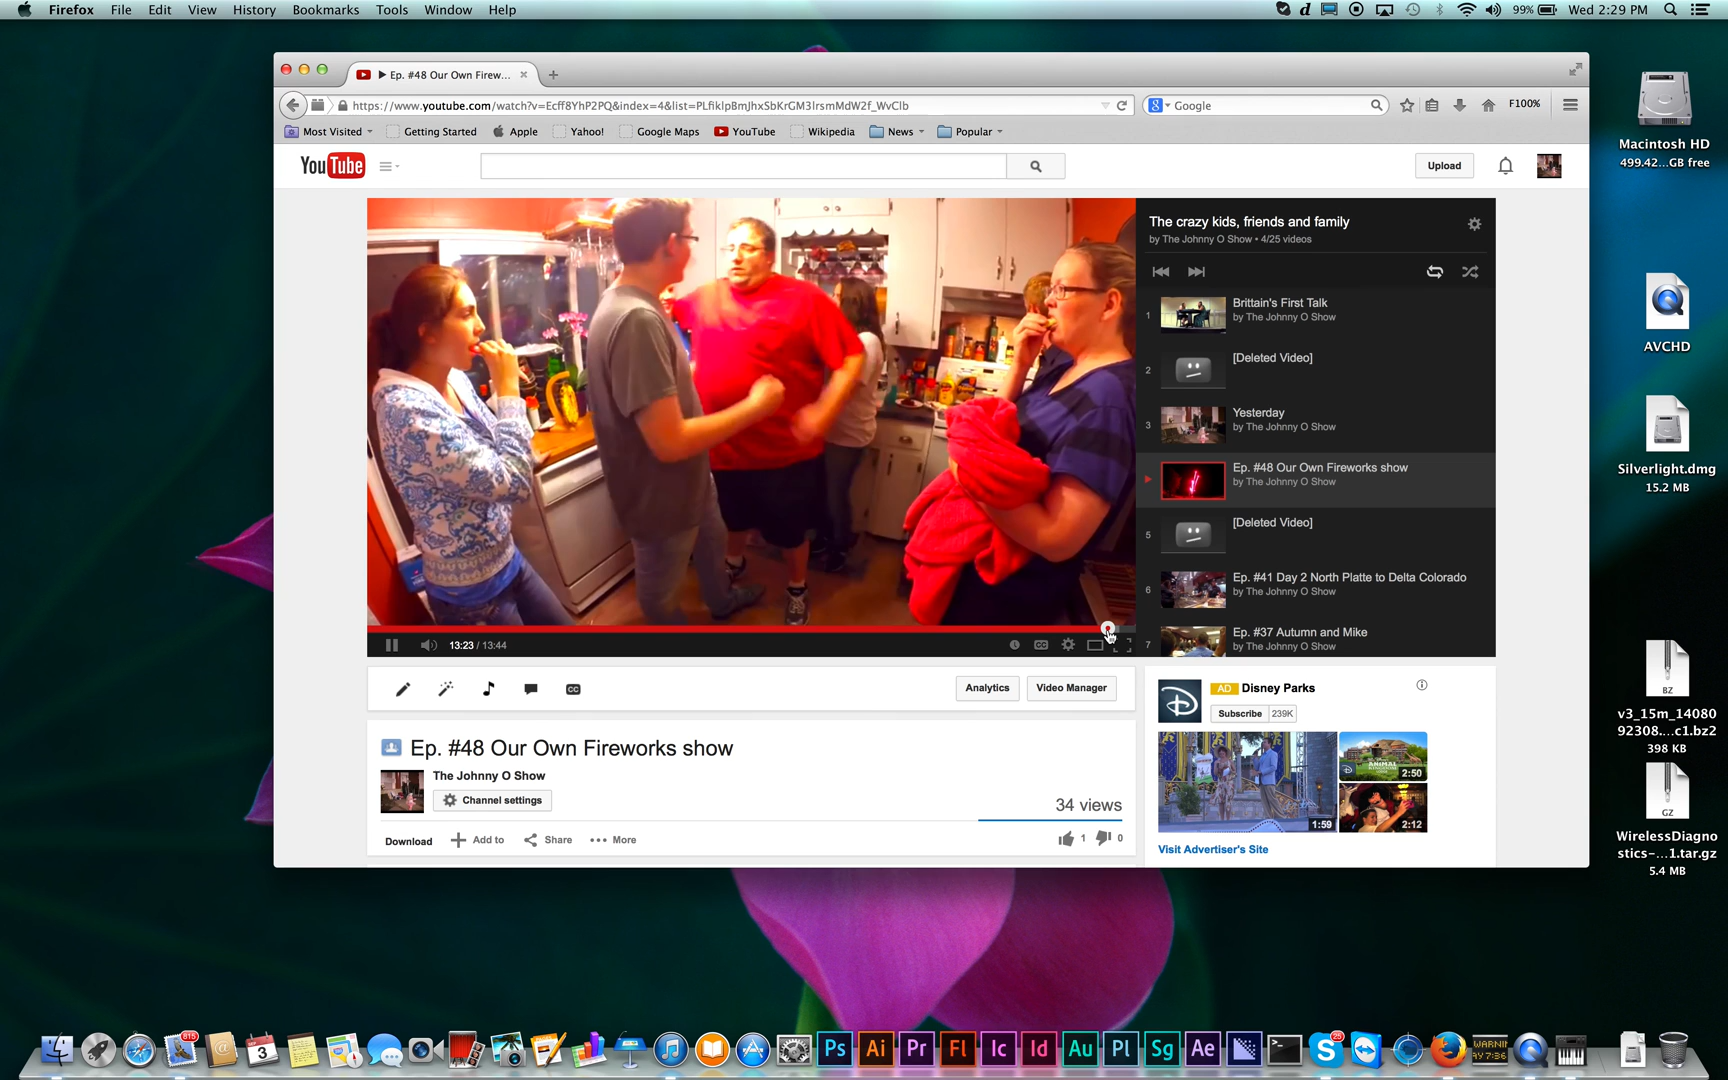 Firefox File Edit View History Bookmarks Tools Window Help
99% Wed 2:29 PM
Ep. #48 Our Own Firew...
https://www.youtube.com/watch?v=Ecff8YhP2PQ&index=4&list=PLfiklpBmJhxSbKrGM3IrsmMdW2f_WvClb
Google
F100%
Most Visited Getting Started Apple Yahoo! Google Maps YouTube Wikipedia News Popular
YouTube
Upload
The crazy kids, friends and family
by The Johnny O Show • 4/25 videos
1
Brittain's First Talk
by The Johnny O Show
2
[Deleted Video]
3
Yesterday
by The Johnny O Show
Ep. #48 Our Own Fireworks show
by The Johnny O Show
5
[Deleted Video]
6
Ep. #41 Day 2 North Platte to Delta Colorado
by The Johnny O Show
7
Ep. #37 Autumn and Mike
by The Johnny O Show
13:23 / 13:44
CC
CC
Analytics
Video Manager
Ep. #48 Our Own Fireworks show
The Johnny O Show
Channel settings
34 views
Download
Add to
Share
More
1
0
AD Disney Parks
Subscribe 239K
1:59
2:50
2:12
Visit Advertiser's Site
Macintosh HD
499.42...GB free
AVCHD
Silverlight.dmg
15.2 MB
BZ
v3_15m_14080
92308....c1.bz2
398 KB
GZ
WirelessDiagno
stics-...1.tar.gz
5.4 MB
815
3
Ps Ai Pr Fl Ic Id Au Pl Sg Ae
25